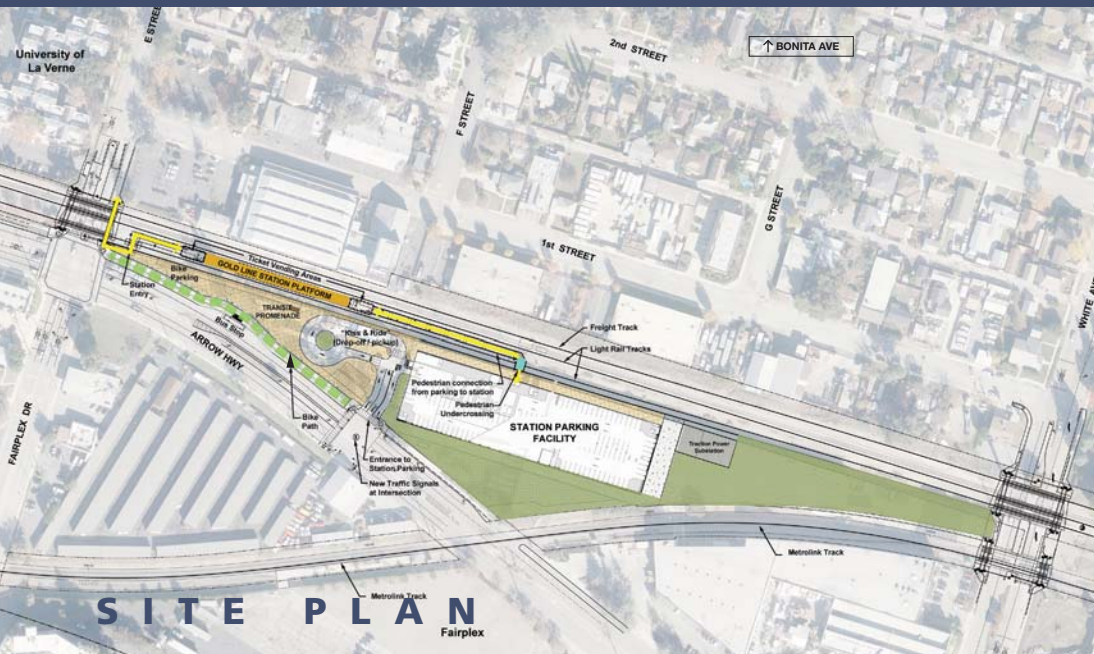 E STREET
University of
La Verne
2nd STREET
↑ BONITA AVE
F STREET
G STREET
1st STREET
WHITE AVE
Ticket Vending Areas
GOLD LINE STATION PLATFORM
Bike
Parking
Station
Entry
TRANSIT
PROMENADE
Bus Stop
"Kiss & Ride"
(Drop-off / pickup)
ARROW HWY
Freight Track
Light Rail Tracks
Pedestrian connection
from parking to station
Pedestrian
Undercrossing
FAIRPLEX DR
Bike
Path
STATION PARKING
FACILITY
Traction Power
Substation
Entrance to
Station Parking
New Traffic Signals
at Intersection
Metrolink Track
Metrolink Track
SITE PLAN
Fairplex